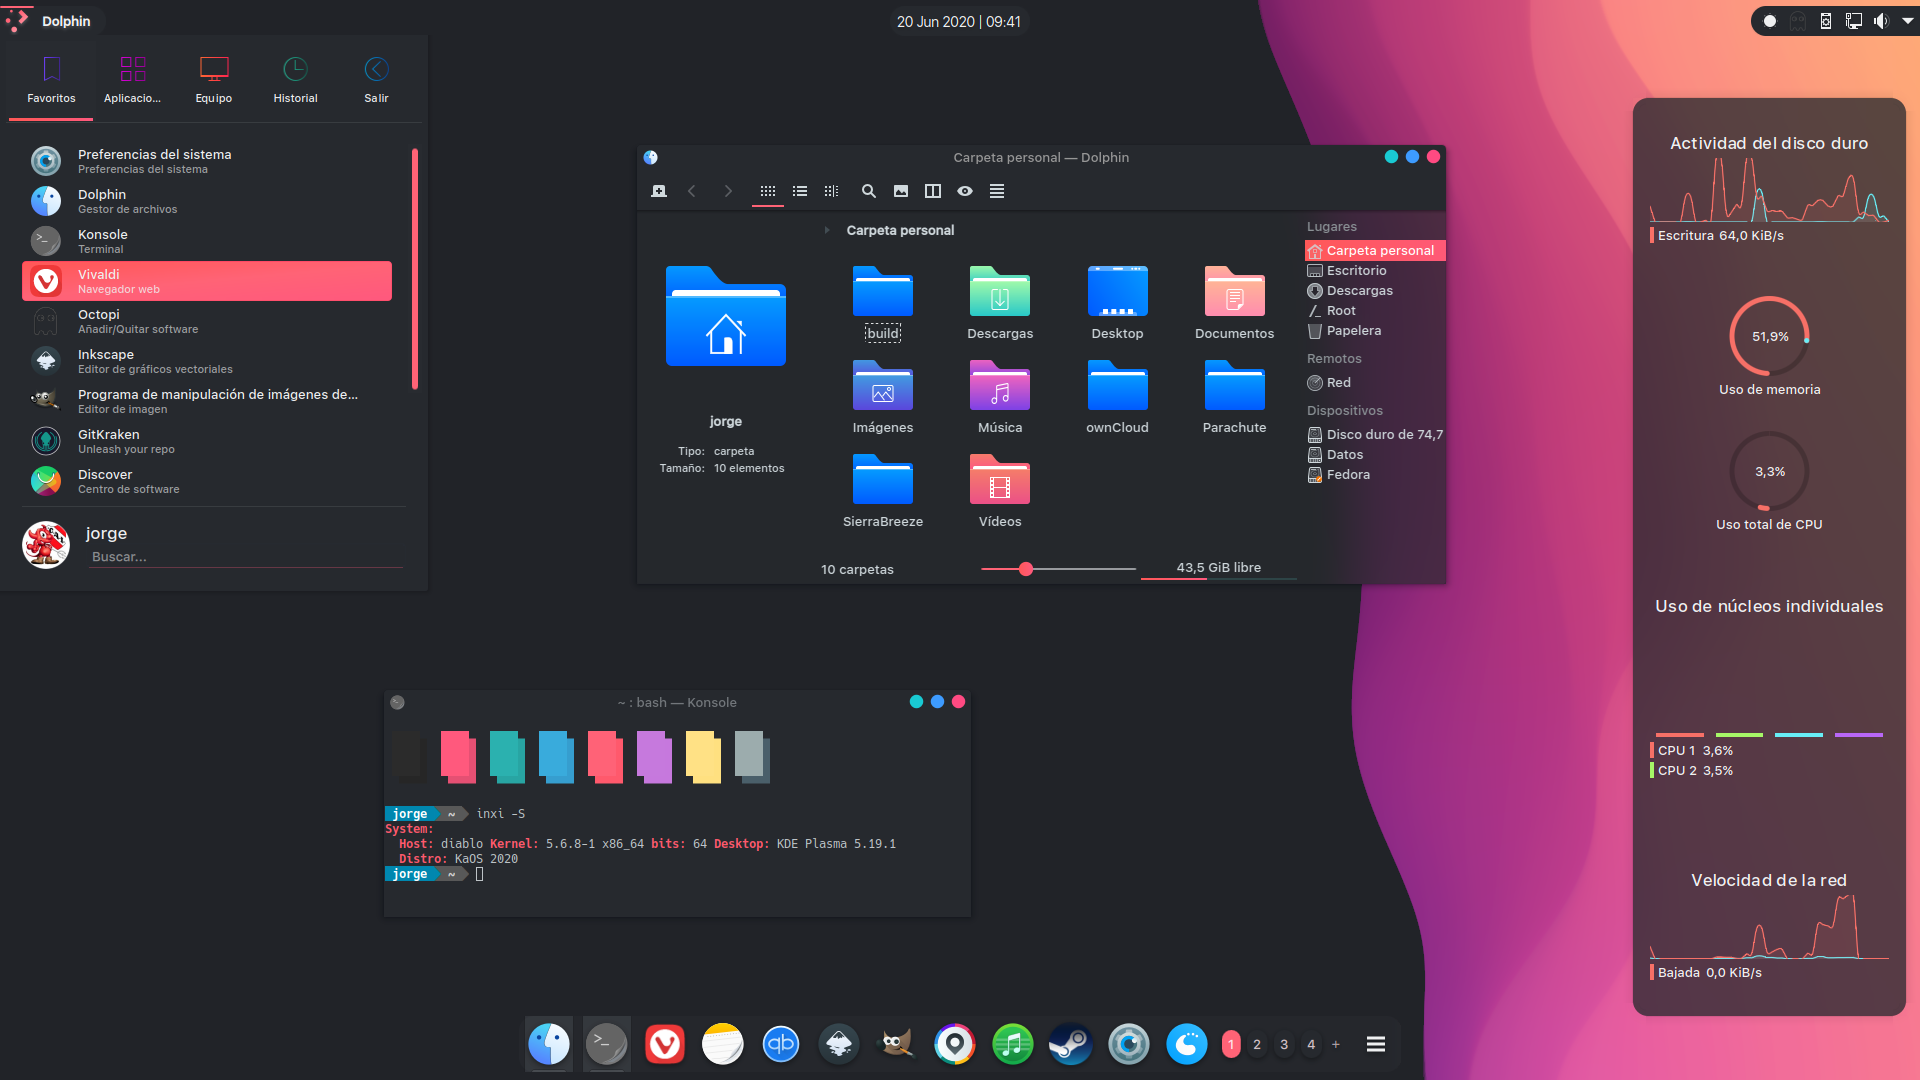 Dolphin
20 Jun 2020 | 09:41
Favoritos
Aplicacio...
Equipo
Historial
Salir
Preferencias del sistema
Preferencias del sistema
Dolphin
Gestor de archivos
Konsole
Terminal
Vivaldi
Navegador web
Octopi
Añadir/Quitar software
Inkscape
Editor de gráficos vectoriales
Programa de manipulación de imágenes de...
Editor de imagen
GitKraken
Unleash your repo
Discover
Centro de software
jorge
Buscar...
Carpeta personal — Dolphin
Carpeta personal
jorge
Tipo: carpeta
Tamaño: 10 elementos
build
Descargas
Desktop
Documentos
Imágenes
Música
ownCloud
Parachute
SierraBreeze
Vídeos
10 carpetas
43,5 GiB libre
Lugares
Carpeta personal
Escritorio
Descargas
Root
Papelera
Remotos
Red
Dispositivos
Disco duro de 74,7
Datos
Fedora
~ : bash — Konsole
jorge ~ inxi -S
System:
Host: diablo Kernel: 5.6.8-1 x86_64 bits: 64 Desktop: KDE Plasma 5.19.1
Distro: KaOS 2020
jorge ~
Actividad del disco duro
Escritura 64,0 KiB/s
51,9%
Uso de memoria
3,3%
Uso total de CPU
Uso de núcleos individuales
CPU 1 3,6%
CPU 2 3,5%
Velocidad de la red
Bajada 0,0 KiB/s
qb
1 2 3 4 +